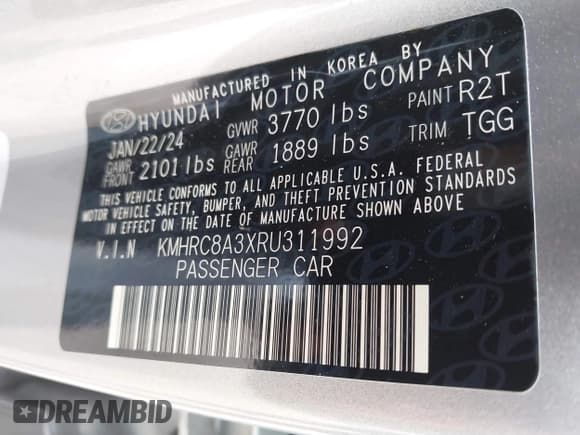 MANUFACTURED IN KOREA BY
HYUNDAI MOTOR COMPANY
JAN/22/24 GVWR 3770 lbs PAINT R2T
GAWR FRONT 2101 lbs GAWR REAR 1889 lbs TRIM TGG
THIS VEHICLE CONFORMS TO ALL APPLICABLE U.S.A. FEDERAL
MOTOR VEHICLE SAFETY, BUMPER, AND THEFT PREVENTION STANDARDS
IN EFFECT ON THE DATE OF MANUFACTURE SHOWN ABOVE
V.I.N KMHRC8A3XRU311992
PASSENGER CAR
DREAMBID